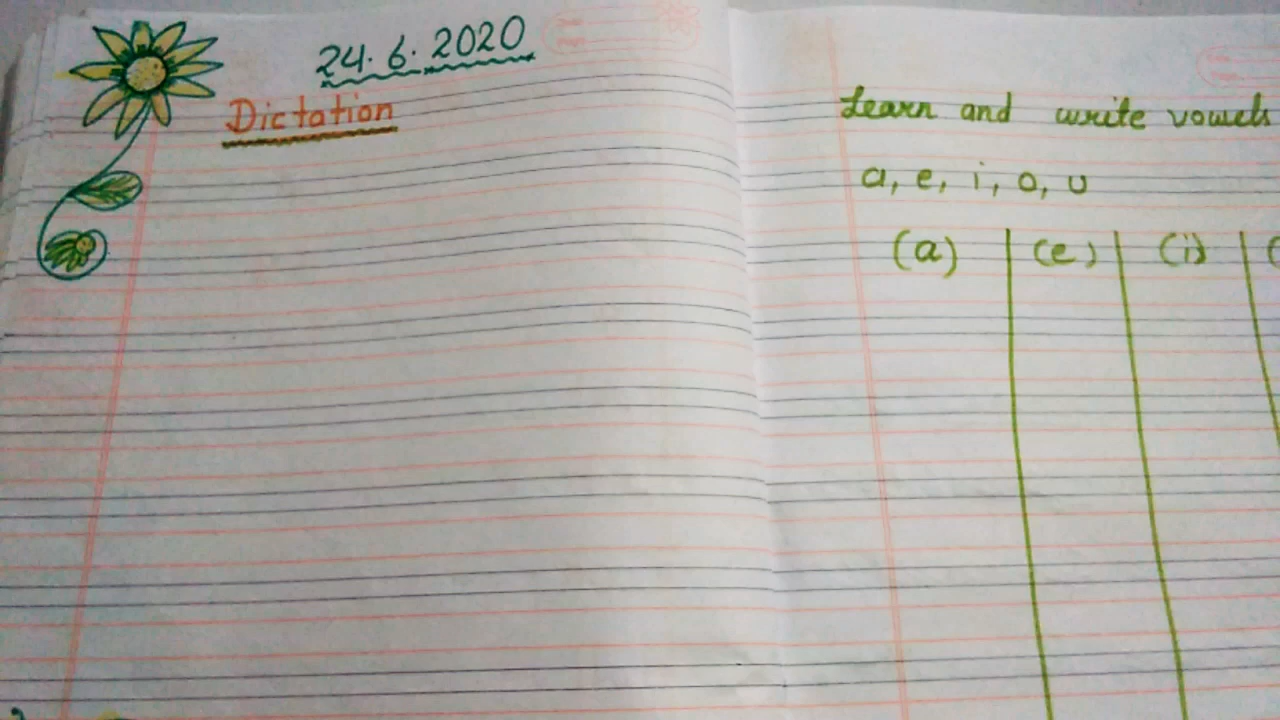 24.6.2020
Dictation
Learn and write vowels
a, e, i, o, u
(a) (e) (i) (